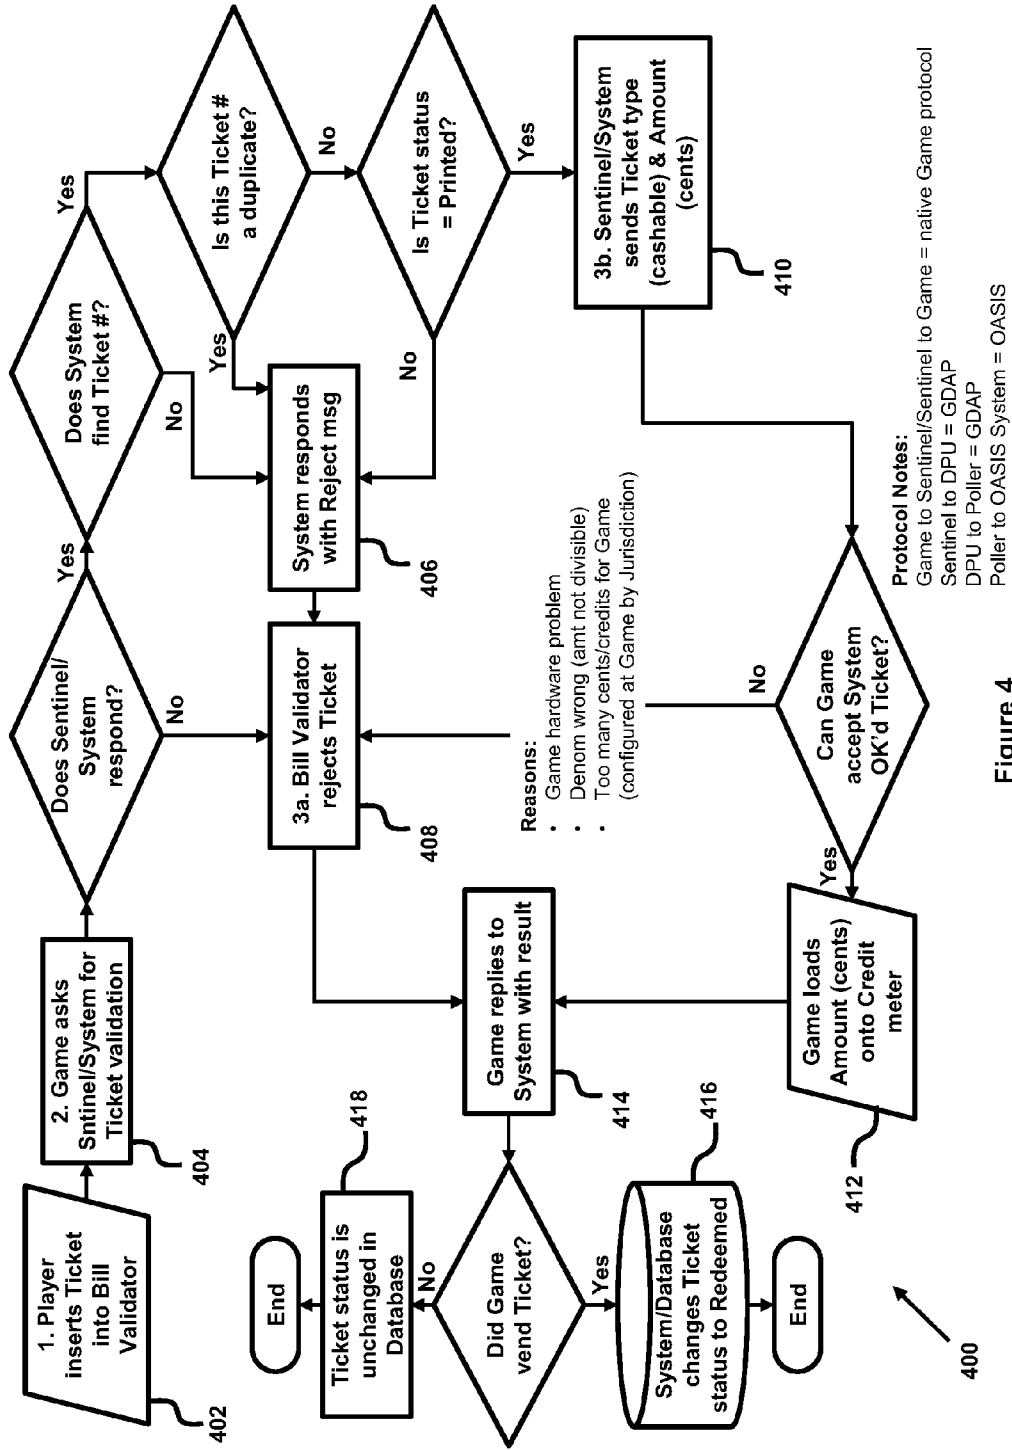 1. Player
inserts Ticket
into Bill
Validator
402
2. Game asks
Sntinel/System for
Ticket validation
404
Does Sentinel/
System
respond?
Yes
No
Does System
find Ticket #?
Yes
No
Is this Ticket #
a duplicate?
Yes
No
Is Ticket status
= Printed?
No
Yes
System responds
with Reject msg
406
3a. Bill Validator
rejects Ticket
408
3b. Sentinel/System
sends Ticket type
(cashable) & Amount
(cents)
410
Reasons:
• Game hardware problem
• Denom wrong (amt not divisible)
• Too many cents/credits for Game
(configured at Game by Jurisdiction)
Can Game
accept System
OK'd Ticket?
No
Yes
Game loads
Amount (cents)
onto Credit
meter
412
Game replies to
System with result
414
Did Game
vend Ticket?
No
Yes
Ticket status is
unchanged in
Database
418
End
System/Database
changes Ticket
status to Redeemed
416
End
400
Protocol Notes:
Game to Sentinel/Sentinel to Game = native Game protocol
Sentinel to DPU = GDAP
DPU to Poller = GDAP
Poller to OASIS System = OASIS
Figure 4